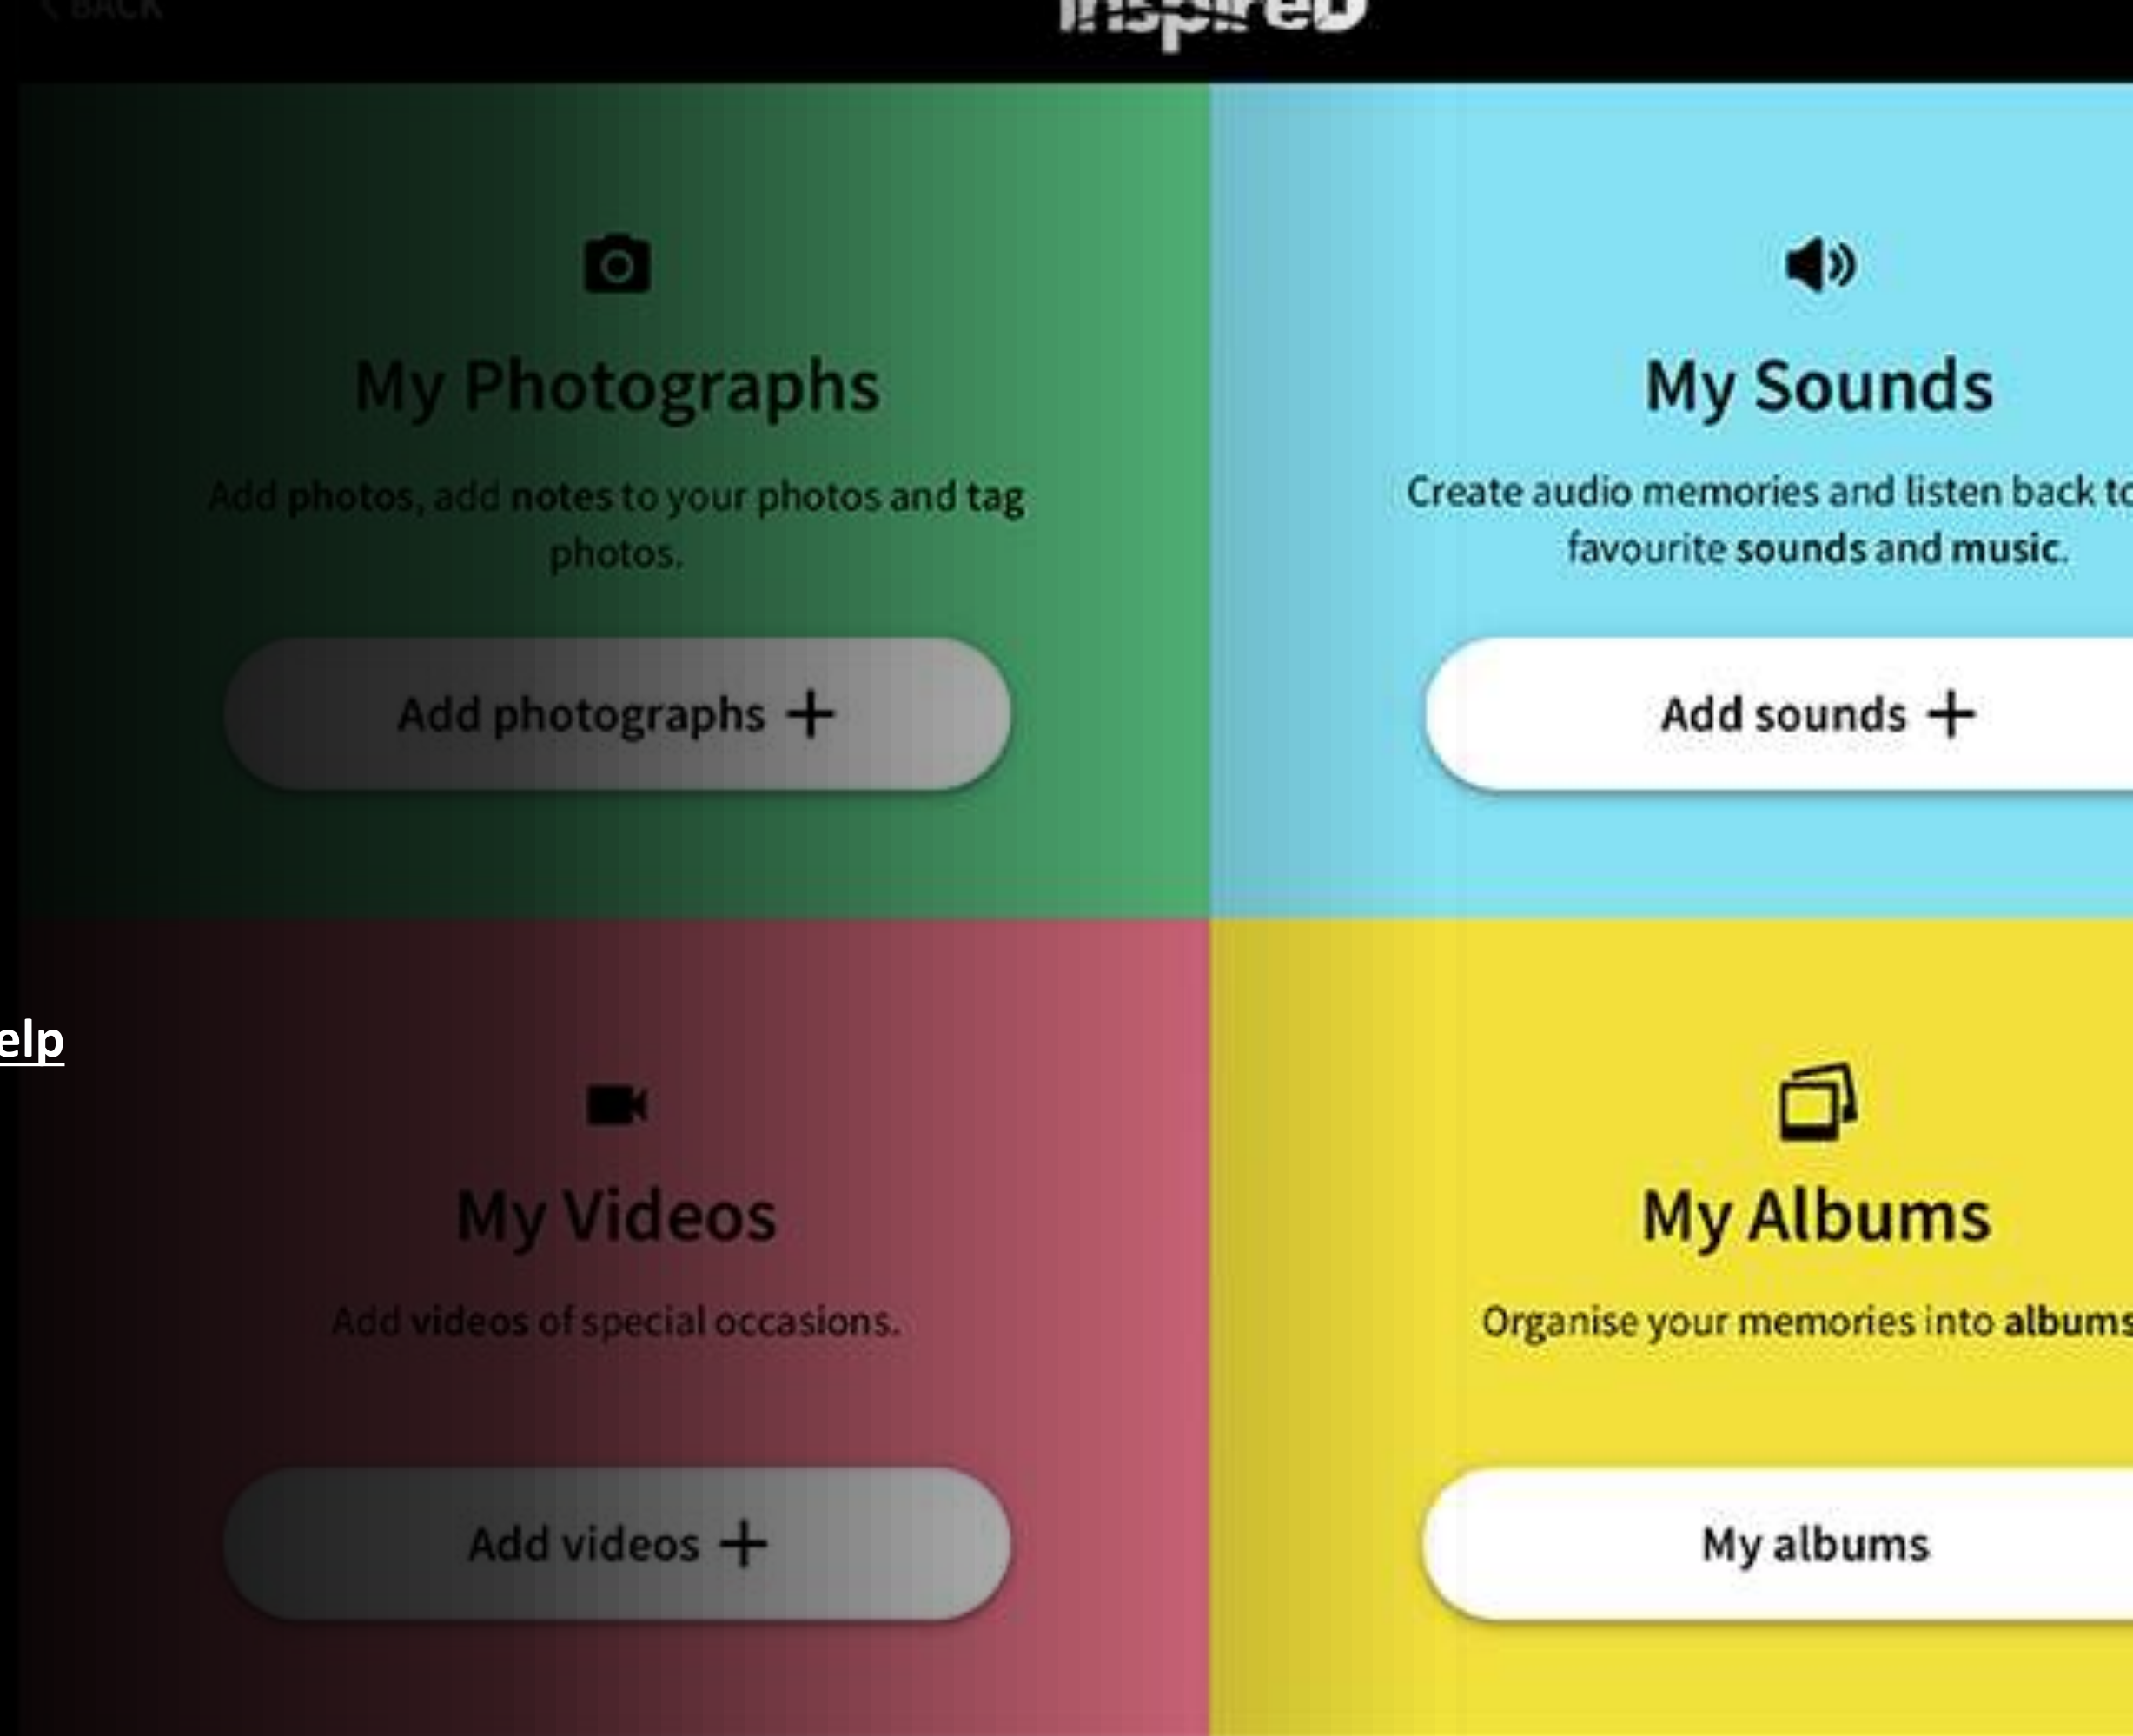 BACK
inspireD
My Photographs
Add photos, add notes to your photos and tag
photos.
Add photographs +
My Sounds
Create audio memories and listen back to
favourite sounds and music.
Add sounds +
elp
My Videos
Add videos of special occasions.
Add videos +
My Albums
Organise your memories into albums
My albums